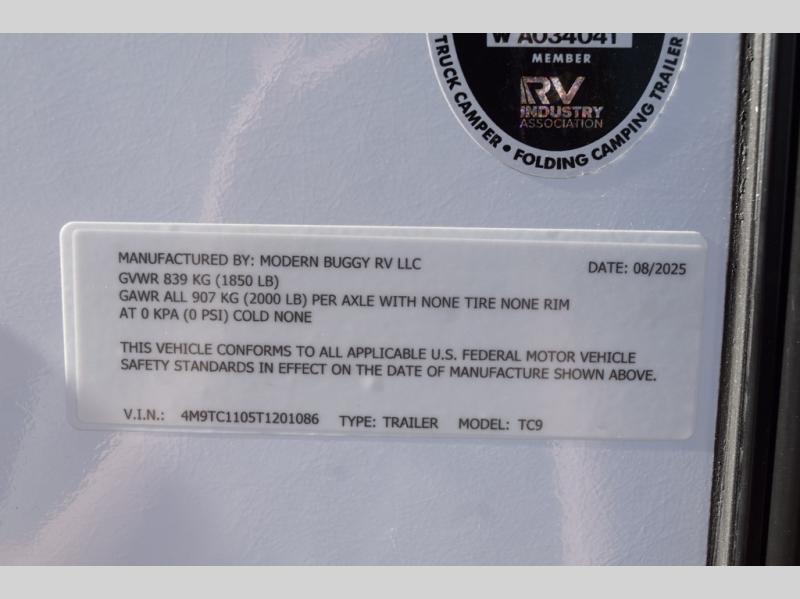 W A034041
MEMBER
RV
INDUSTRY
ASSOCIATION
TRUCK CAMPER • FOLDING CAMPING TRAILER
MANUFACTURED BY: MODERN BUGGY RV LLC DATE: 08/2025
GVWR 839 KG (1850 LB)
GAWR ALL 907 KG (2000 LB) PER AXLE WITH NONE TIRE NONE RIM
AT 0 KPA (0 PSI) COLD NONE
THIS VEHICLE CONFORMS TO ALL APPLICABLE U.S. FEDERAL MOTOR VEHICLE
SAFETY STANDARDS IN EFFECT ON THE DATE OF MANUFACTURE SHOWN ABOVE.
V.I.N.: 4M9TC1105T1201086 TYPE: TRAILER MODEL: TC9